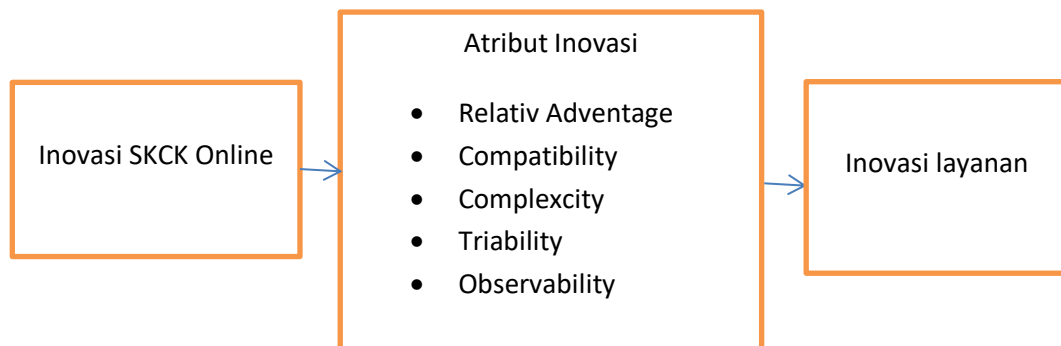 Inovasi SKCK Online
Atribut Inovasi
• Relativ Adventage
• Compatibility
• Complexcity
• Triability
• Observability
Inovasi layanan